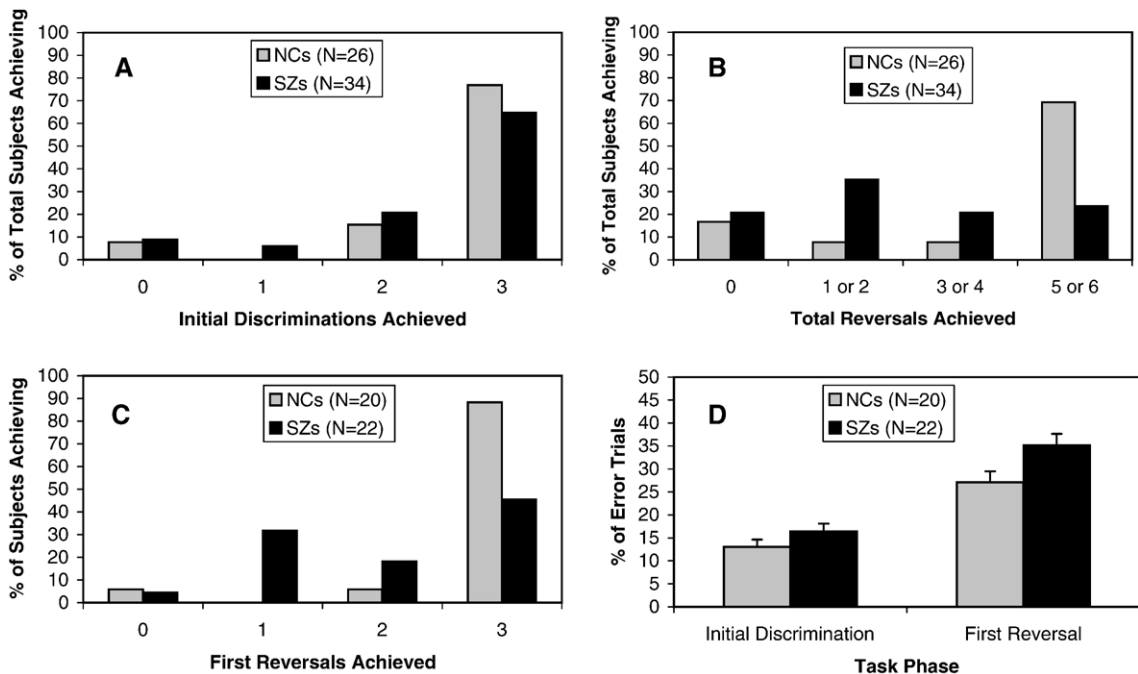 A
NCs (N=26)
SZs (N=34)
% of Total Subjects Achieving
100
90
80
70
60
50
40
30
20
10
0
0 1 2 3
Initial Discriminations Achieved
B
NCs (N=26)
SZs (N=34)
% of Total Subjects Achieving
100
90
80
70
60
50
40
30
20
10
0
0 1 or 2 3 or 4 5 or 6
Total Reversals Achieved
C
NCs (N=20)
SZs (N=22)
% of Subjects Achieving
100
90
80
70
60
50
40
30
20
10
0
0 1 2 3
First Reversals Achieved
D
NCs (N=20)
SZs (N=22)
% of Error Trials
50
45
40
35
30
25
20
15
10
5
0
Initial Discrimination First Reversal
Task Phase